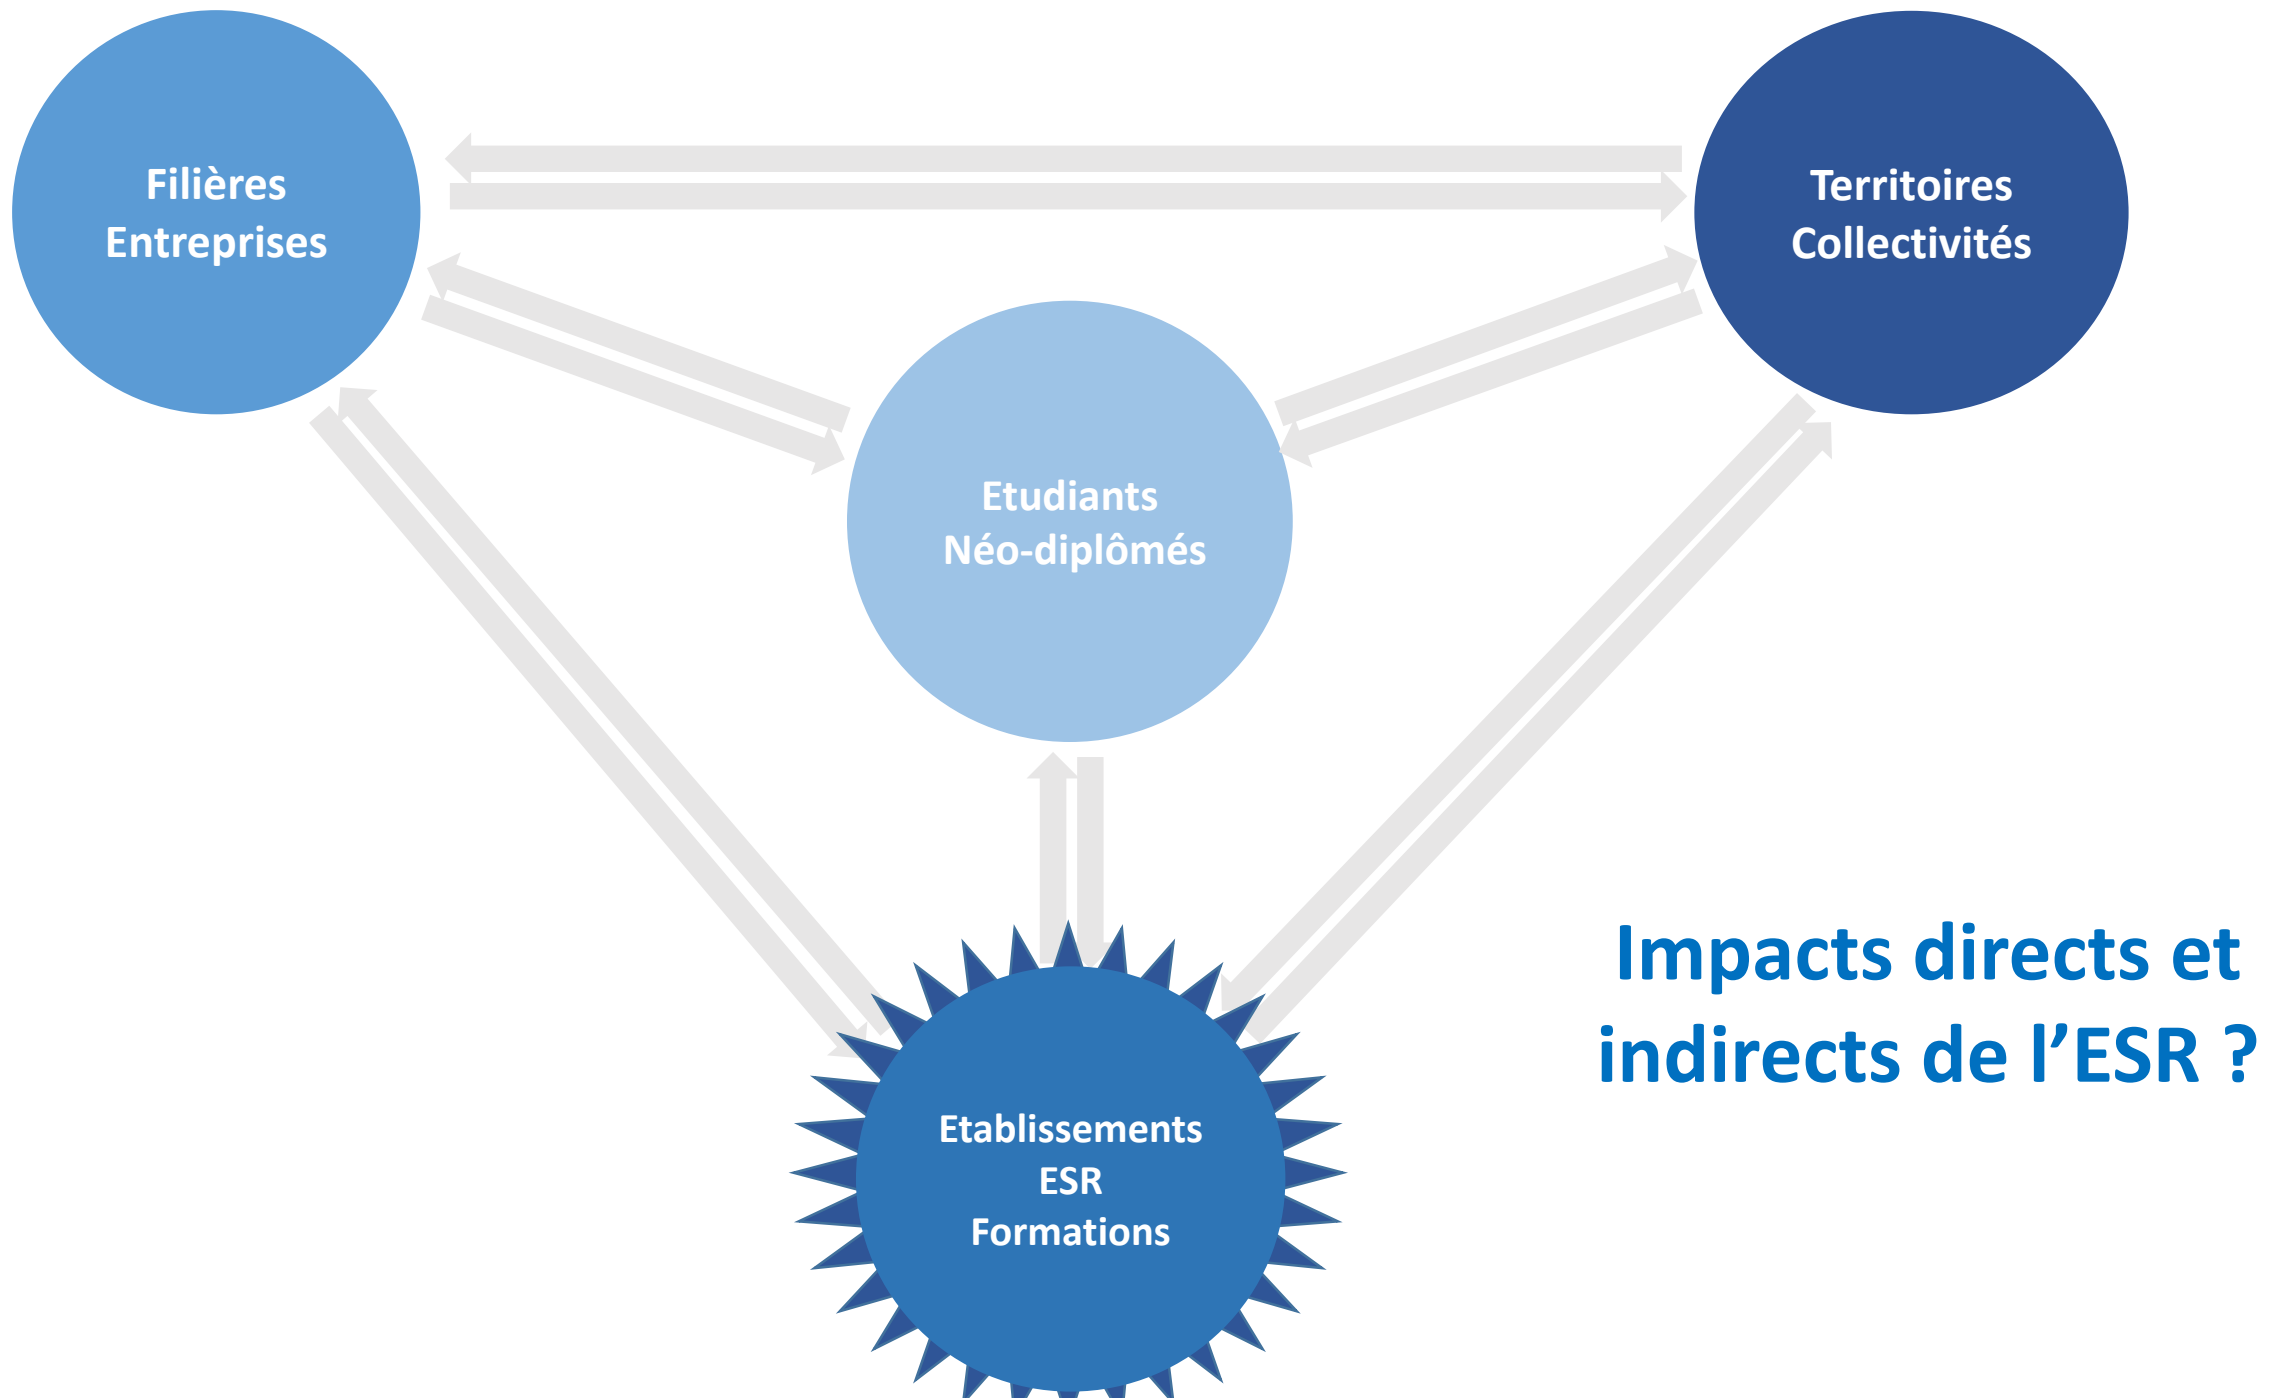 Filières
Entreprises
Territoires
Collectivités
Etudiants
Néo-diplômés
Impacts directs et
indirects de l’ESR ?
Etablissements
ESR
Formations